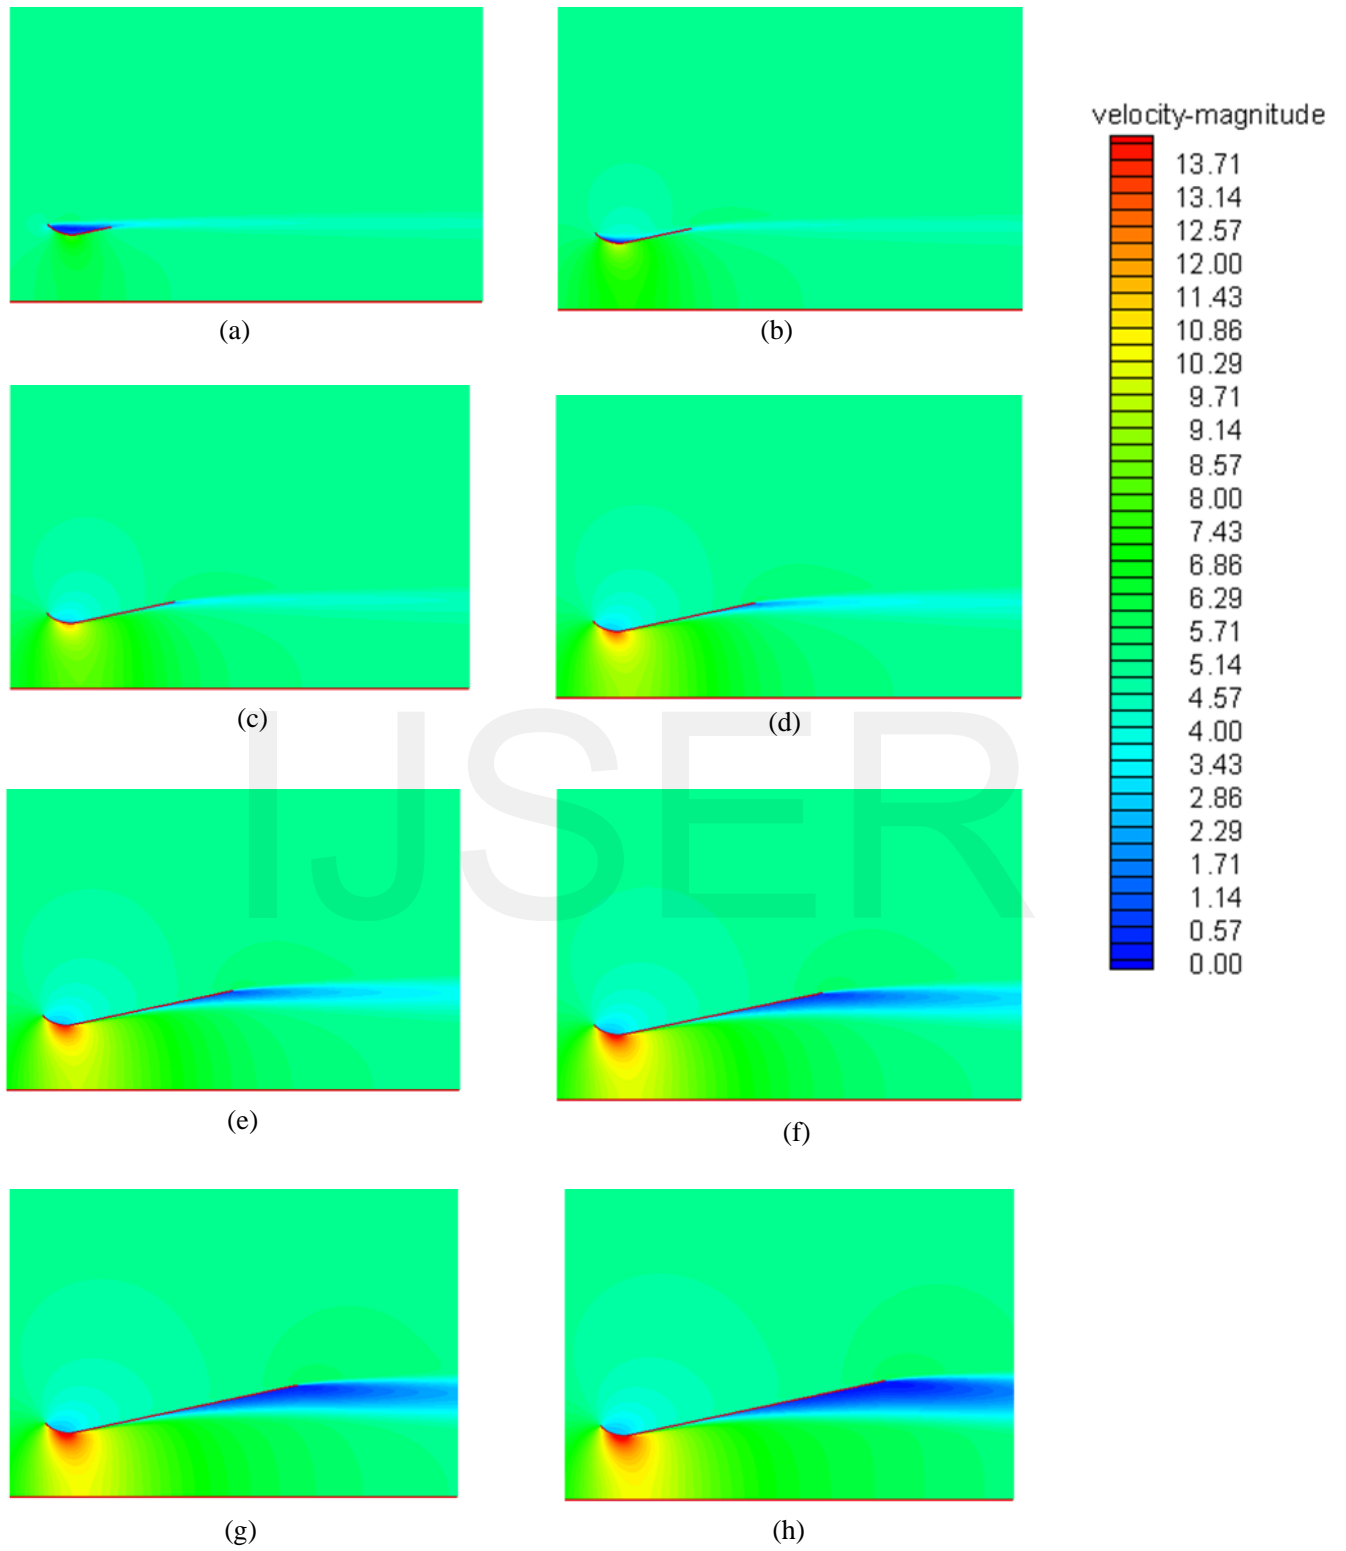 velocity-magnitude
13.71
13.14
12.57
12.00
11.43
10.86
10.29
9.71
9.14
8.57
8.00
7.43
6.86
6.29
5.71
5.14
4.57
4.00
3.43
2.86
2.29
1.71
1.14
0.57
0.00
(a)
(b)
(c)
(d)
IJSER
(e)
(f)
(g)
(h)